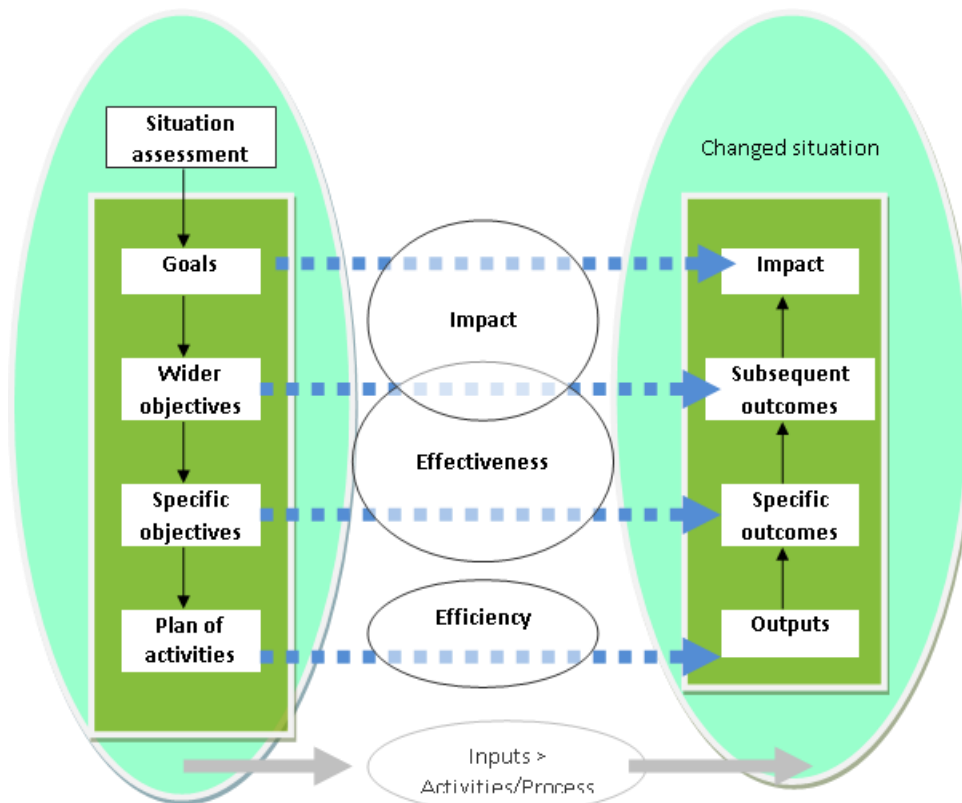 Situation
assessment
Goals
Wider
objectives
Specific
objectives
Plan of
activities
Impact
Effectiveness
Efficiency
Inputs >
Activities/Process
Changed situation
Impact
Subsequent
outcomes
Specific
outcomes
Outputs